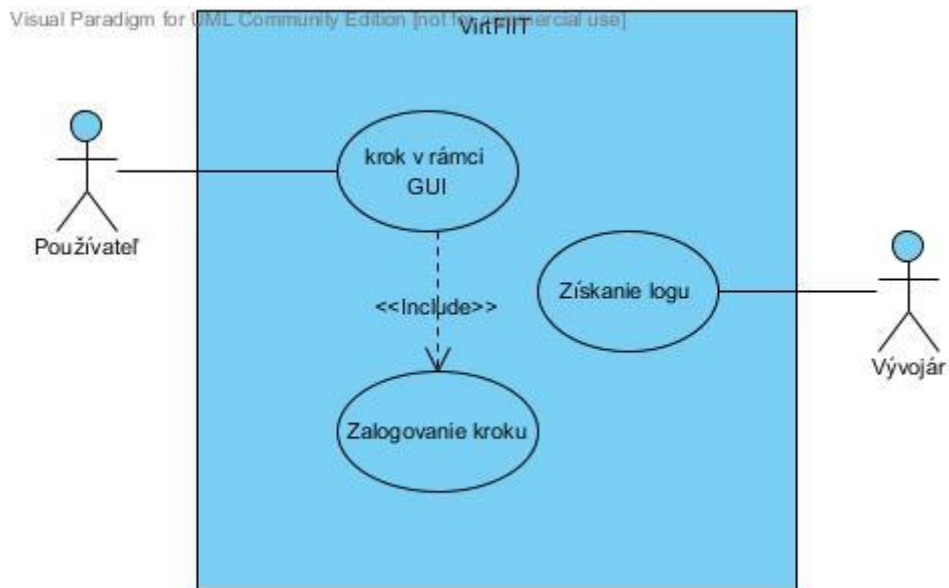 Visual Paradigm for UML Community Edition [not for commercial use]
VirtFIIT
krok v rámci
GUI
Používateľ
Získanie logu
<<Include>>
Vývojár
Zalogovanie kroku